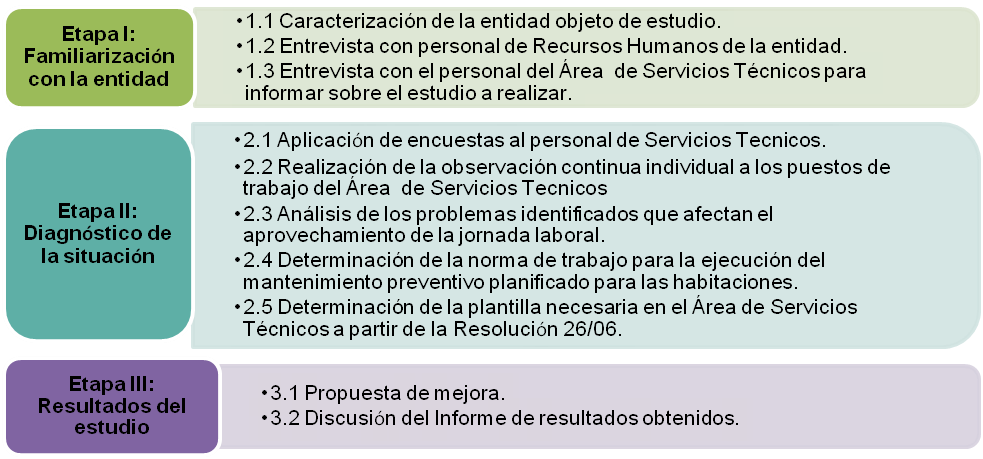 Etapa I:
Familiarización
con la entidad
•1.1 Caracterización de la entidad objeto de estudio.
•1.2 Entrevista con personal de Recursos Humanos de la entidad.
•1.3 Entrevista con el personal del Área de Servicios Técnicos para
informar sobre el estudio a realizar.
Etapa II:
Diagnóstico de
la situación
•2.1 Aplicación de encuestas al personal de Servicios Tecnicos.
•2.2 Realización de la observación continua individual a los puestos de
trabajo del Área de Servicios Tecnicos
•2.3 Análisis de los problemas identificados que afectan el
aprovechamiento de la jornada laboral.
•2.4 Determinación de la norma de trabajo para la ejecución del
mantenimiento preventivo planificado para las habitaciones.
•2.5 Determinación de la plantilla necesaria en el Área de Servicios
Técnicos a partir de la Resolución 26/06.
Etapa III:
Resultados del
estudio
•3.1 Propuesta de mejora.
•3.2 Discusión del Informe de resultados obtenidos.